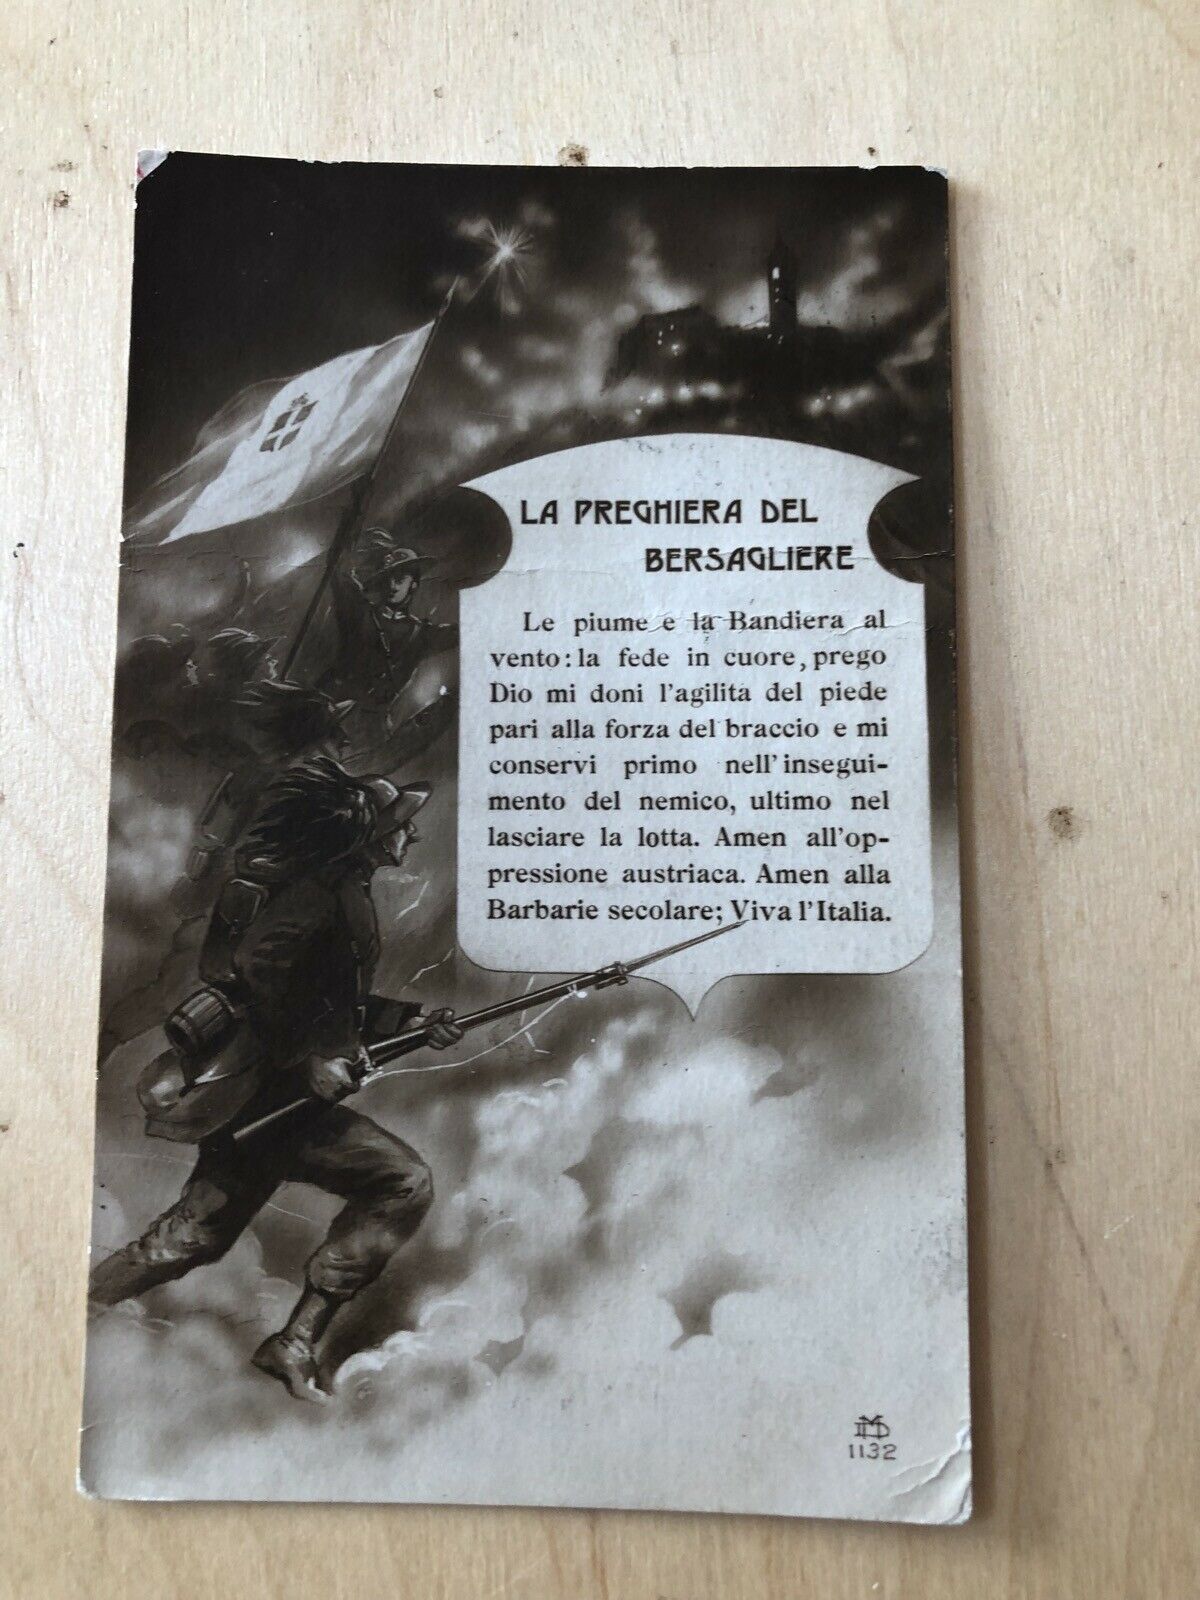 LA PREGHIERA DEL
BERSAGLIERE
Le piume e la Bandiera al
vento: la fede in cuore, prego
Dio mi doni l'agilità del piede
pari alla forza del braccio e mi
conservi primo nell'insegui-
mento del nemico, ultimo nel
lasciare la lotta. Amen all'op-
pressione austriaca. Amen alla
Barbarie secolare; Viva l'Italia.
1132